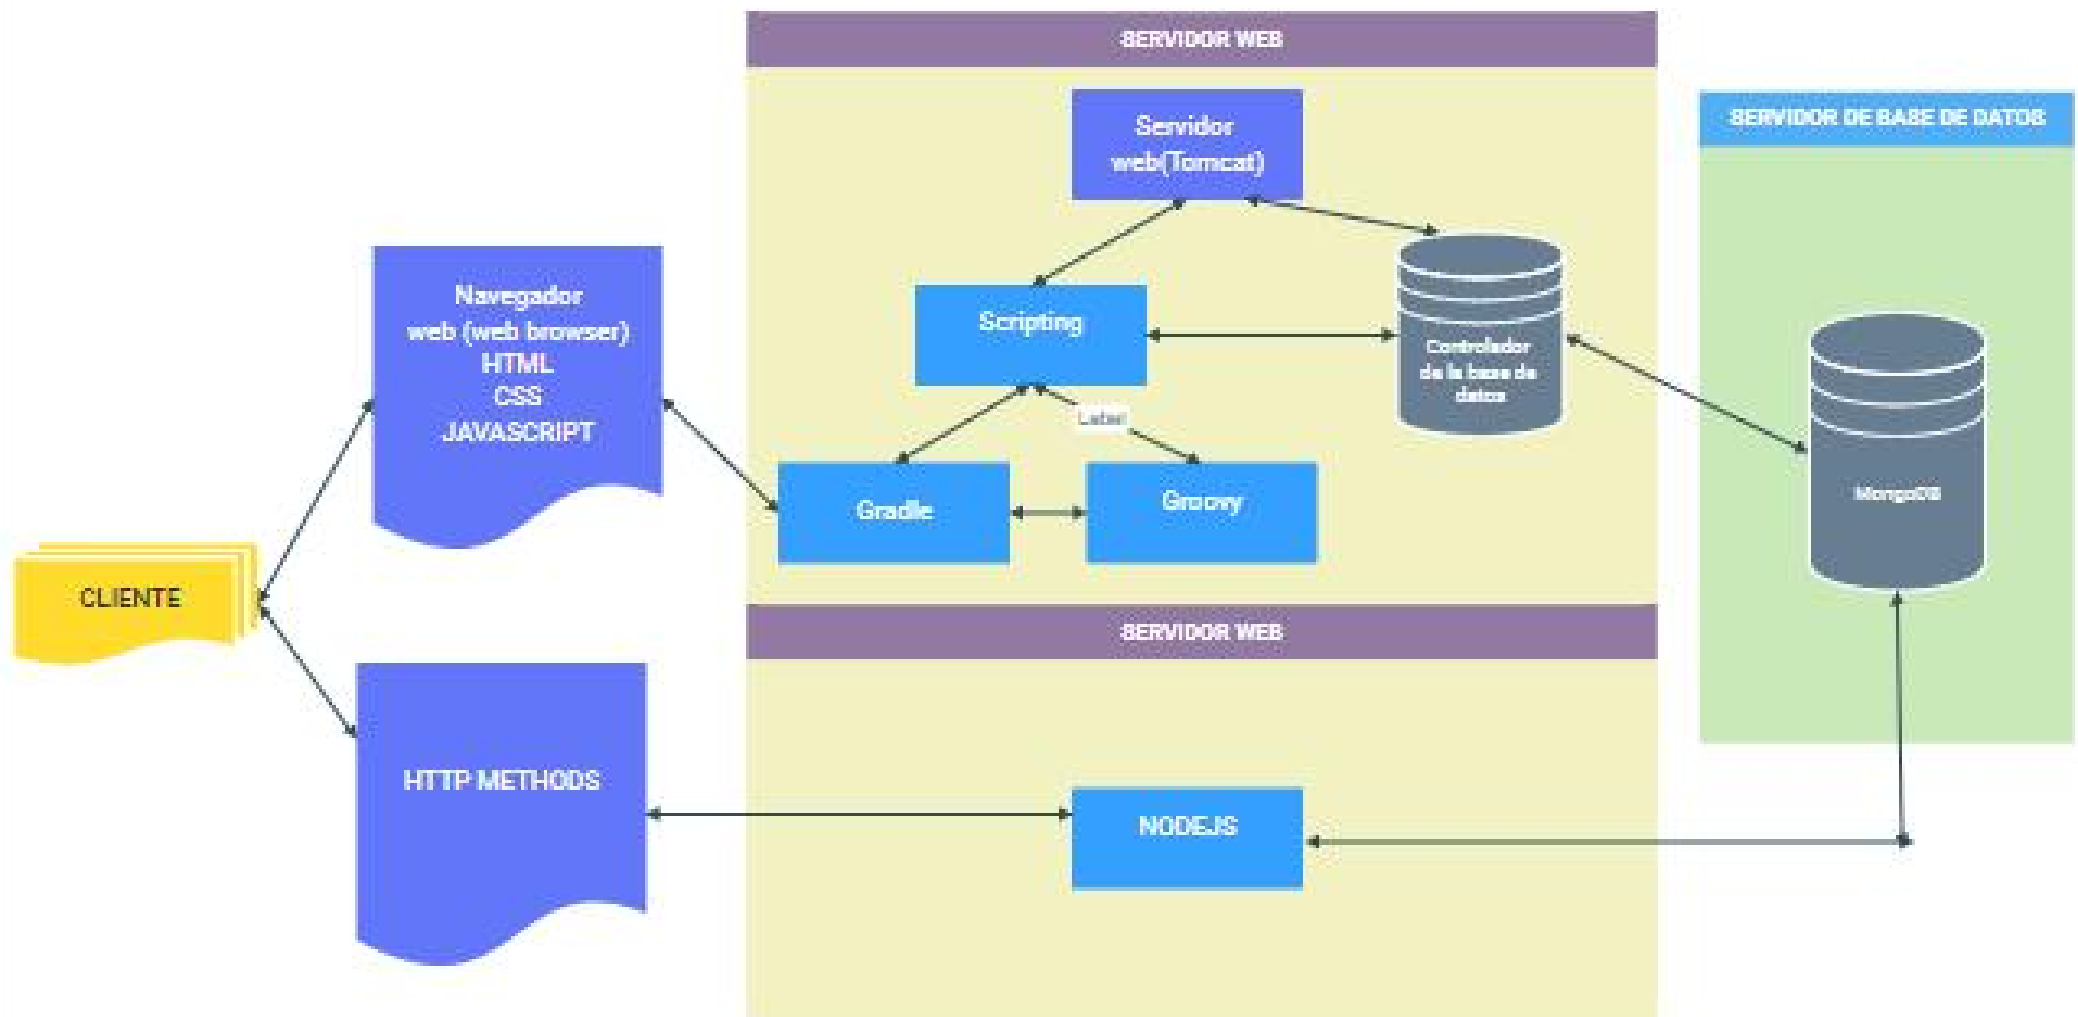 SERVIDOR WEB
Servidor
web(Tomcat)
SERVIDOR DE BASE DE DATOS
Navegador
web (web browser)
HTML
CSS
JAVASCRIPT
Scripting
Controlador
de la base de
datos
Label
Gradle
Groovy
MongoDB
CLIENTE
SERVIDOR WEB
HTTP METHODS
NODEJS